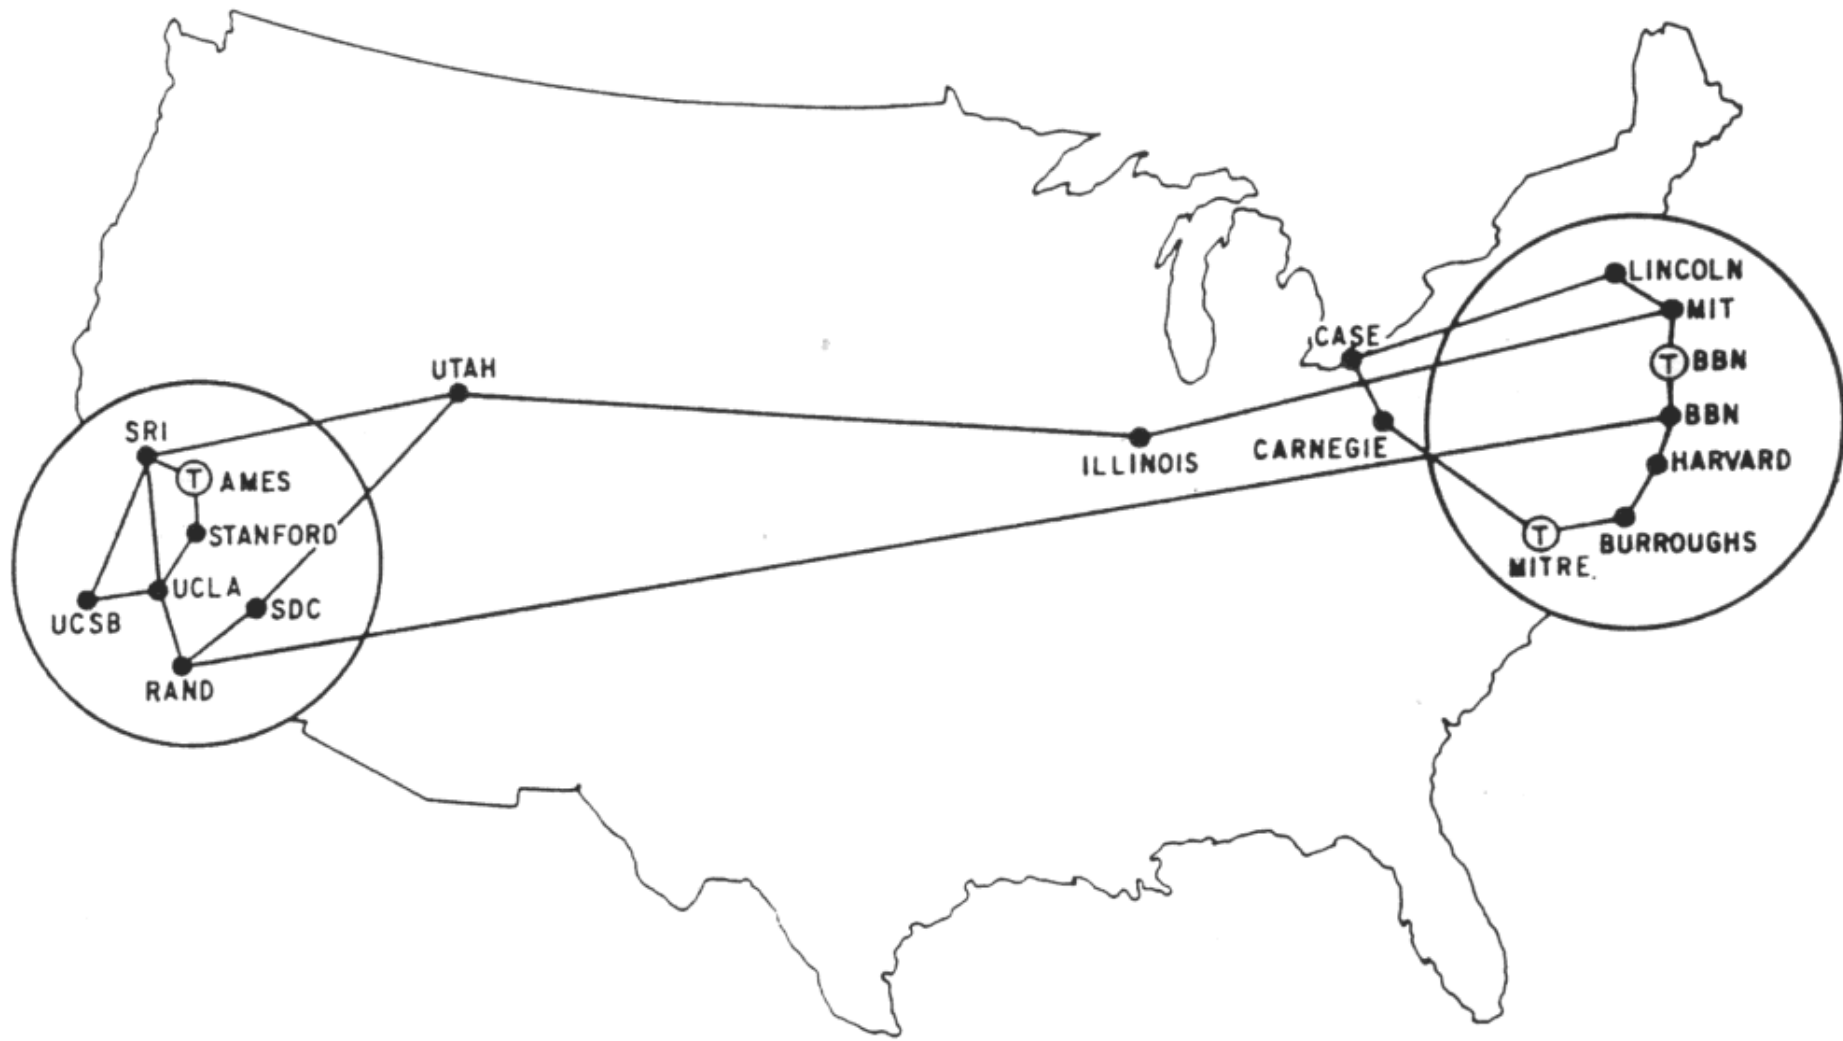 LINCOLN
MIT
CASE
T BBN
UTAH
BBN
SRI
CARNEGIE
ILLINOIS
HARVARD
T AMES
STANFORD
T
BURROUGHS
MITRE
UCLA
SDC
UCSB
RAND